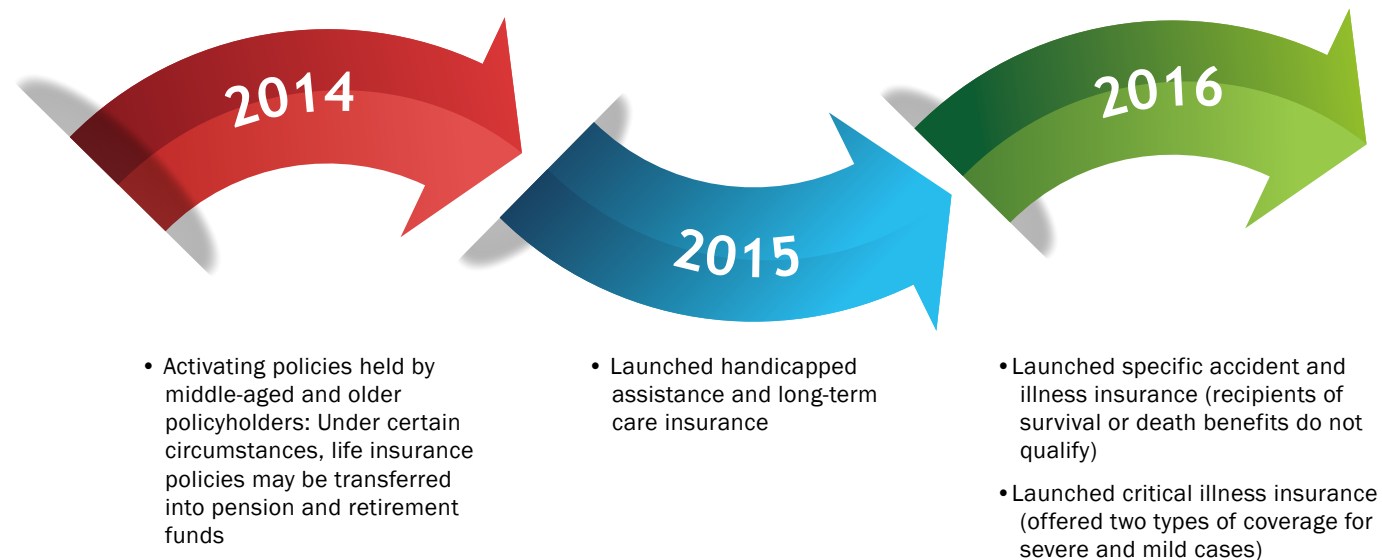 2014
2015
2016
• Activating policies held by
middle-aged and older
policyholders: Under certain
circumstances, life insurance
policies may be transferred
into pension and retirement
funds
• Launched handicapped
assistance and long-term
care insurance
• Launched specific accident and
illness insurance (recipients of
survival or death benefits do not
qualify)
• Launched critical illness insurance
(offered two types of coverage for
severe and mild cases)